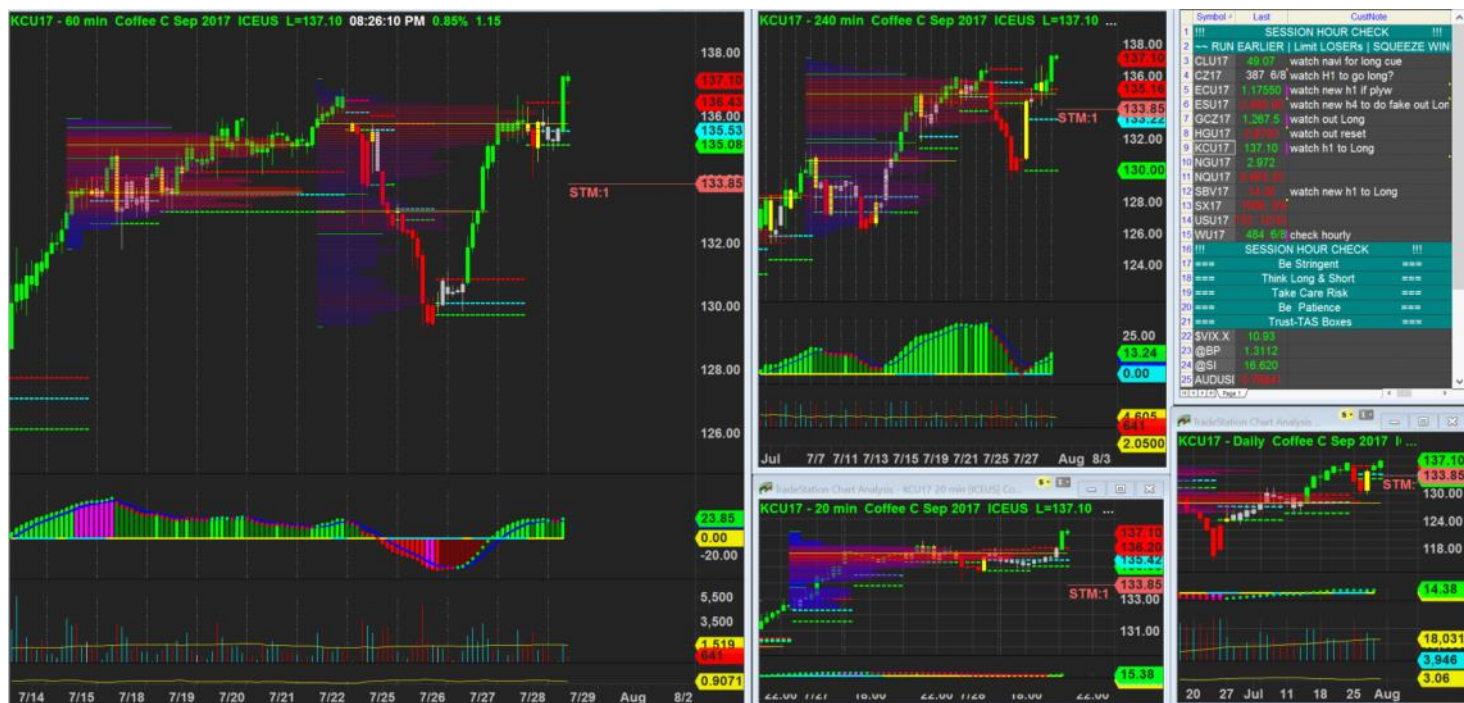 KCU17 - 60 min Coffee C Sep 2017 ICEUS L=137.10 08:26:10 PM 0.85% 1.15
138.00
137.10
136.43
136.00
135.53
135.08
133.85
STM:1
132.00
130.00
128.00
126.00
23.85
0.00
-20.00
5,500
3,500
1,519
641
0.9071
7/14 7/15 7/18 7/19 7/20 7/21 7/22 7/25 7/26 7/27 7/28 7/29 Aug 8/2
KCU17 - 240 min Coffee C Sep 2017 ICEUS L=137.10 ...
138.00
137.10
136.00
135.16
133.85
133.22
STM:1
132.00
130.00
128.00
126.00
124.00
25.00
13.24
0.00
4,605
641
2.0500
Jul 7/7 7/11 7/13 7/15 7/19 7/21 7/25 7/27 Aug 8/3
TradeStation Chart Analysis - KCU17 20 min [ICEUS] Co...
KCU17 - 20 min Coffee C Sep 2017 ICEUS L=137.10 ...
137.10
136.20
135.42
133.85
STM:1
133.00
131.00
15.38
22:00 7/27 18:00 22:00 7/28 18:00 22:00
Symbol Last CustNote
1 !!! SESSION HOUR CHECK !!!
2 ~~ RUN EARLIER | Limit LOSERs | SQUEEZE WIN
3 CLU17 49.07 watch navi for long cue
4 CZ17 387 6/8 watch H1 to go long?
5 ECU17 1.17550 watch new h1 if plyw
6 ESU17 watch new h4 to do fake out Lon
7 GCZ17 1,267.5 watch out Long
8 HGU17 watch out reset
9 KCU17 137.10 watch h1 to Long
10 NGU17 2.972
11 NQU17
12 SBV17 watch new h1 to Long
13 SX17
14 USU17
15 WU17 484 6/8 check hourly
16 !!! SESSION HOUR CHECK !!!
17 === Be Stringent ===
18 === Think Long & Short ===
19 === Take Care Risk ===
20 === Be Patience ===
21 === Trust-TAS Boxes ===
22 $VIX.X 10.93
23 @BP 1.3112
24 @SI 16.620
25 AUDUSI
Page 1
TradeStation Chart Analysis ...
KCU17 - Daily Coffee C Sep 2017 I ...
137.10
133.85
STM:
130.00
124.00
118.00
14.38
18,031
3,946
3.06
20 27 Jul 11 18 25 Aug